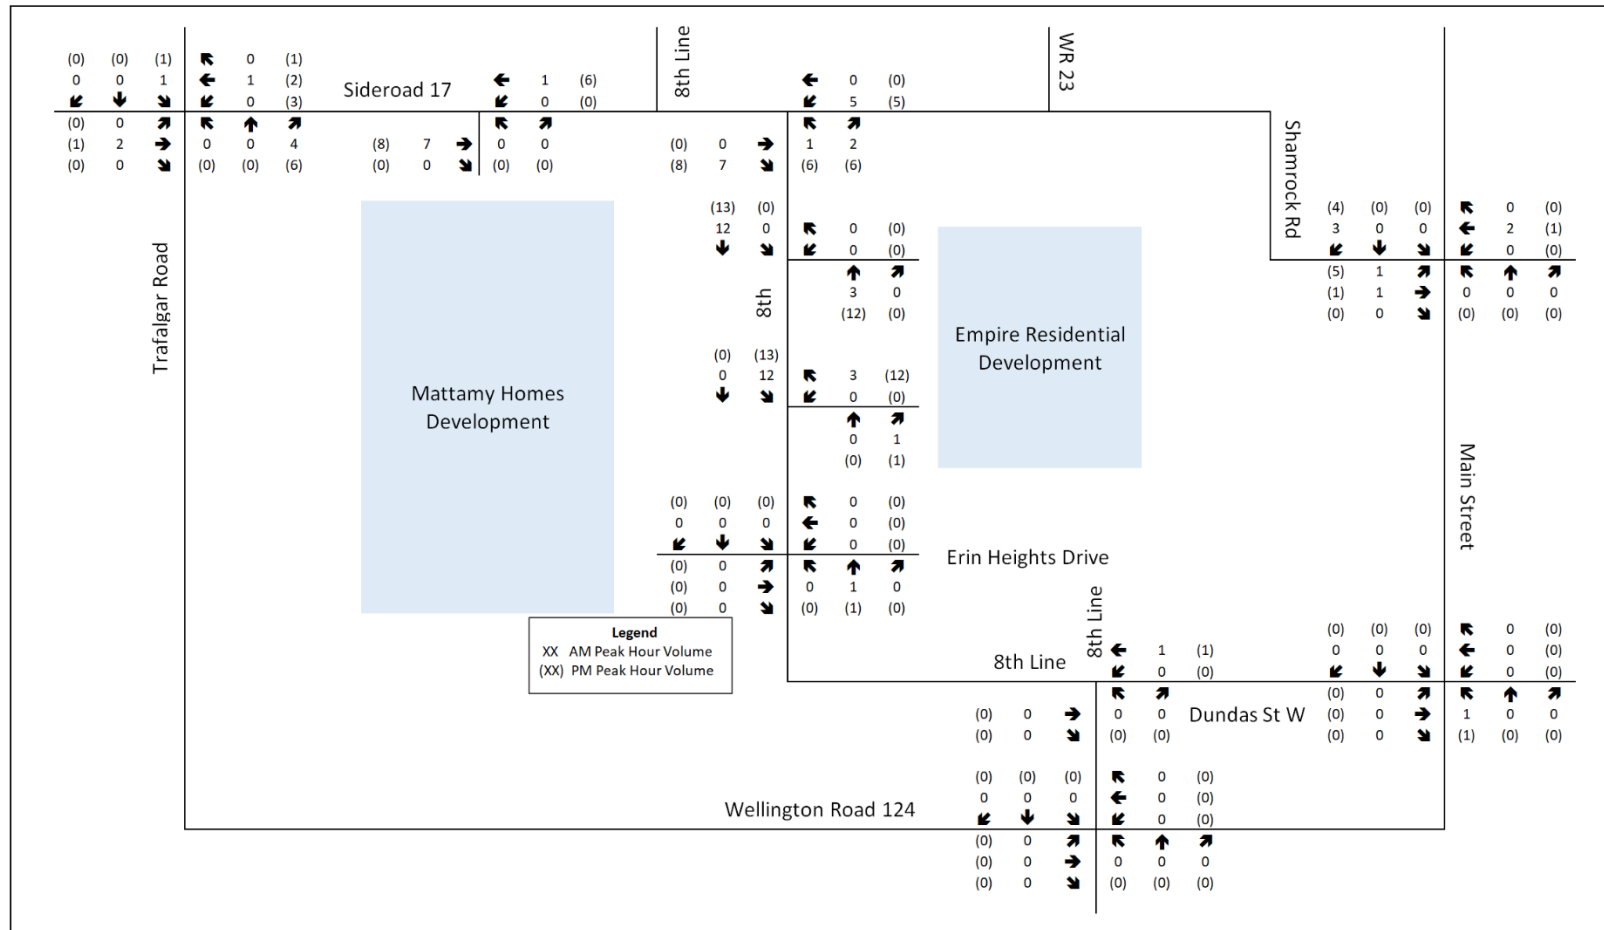 8th Line
WR 23
(0) (0) (1) 0 (1)
0 0 1 1 (2)
0 (3)
Sideroad 17
1 (6)
0 (0)
0 (0)
5 (5)
(0) 0
(1) 2 0 0 4
(0) 0 (0) (0) (6)
(8) 7 0 0
(0) 0 (0) (0)
(0) 0 1 2
(8) 7 (6) (6)
Shamrock Rd
(13) (0)
12 0 0 (0)
0 (0)
3 0
(12) (0)
(4) (0) (0) 0 (0)
3 0 0 2 (1)
0 (0)
(5) 1
(1) 1 0 0 0
(0) 0 (0) (0) (0)
Trafalgar Road
8th
Mattamy Homes
Development
Empire Residential
Development
(0) (13)
0 12 3 (12)
0 (0)
0 1
(0) (1)
Main Street
(0) (0) (0) 0 (0)
0 0 0 0 (0)
0 (0)
Erin Heights Drive
(0) 0
(0) 0 0 1 0
(0) 0 (0) (1) (0)
Legend
XX AM Peak Hour Volume
(XX) PM Peak Hour Volume
8th Line
8th Line
1 (1)
0 (0)
(0) 0 0 0
(0) 0 (0) (0)
Dundas St W
(0) (0) (0) 0 (0)
0 0 0 0 (0)
0 (0)
(0) 0
(0) 0 1 0 0
(0) 0 (1) (0) (0)
Wellington Road 124
(0) (0) (0) 0 (0)
0 0 0 0 (0)
0 (0)
(0) 0
(0) 0 0 0 0
(0) 0 (0) (0) (0)